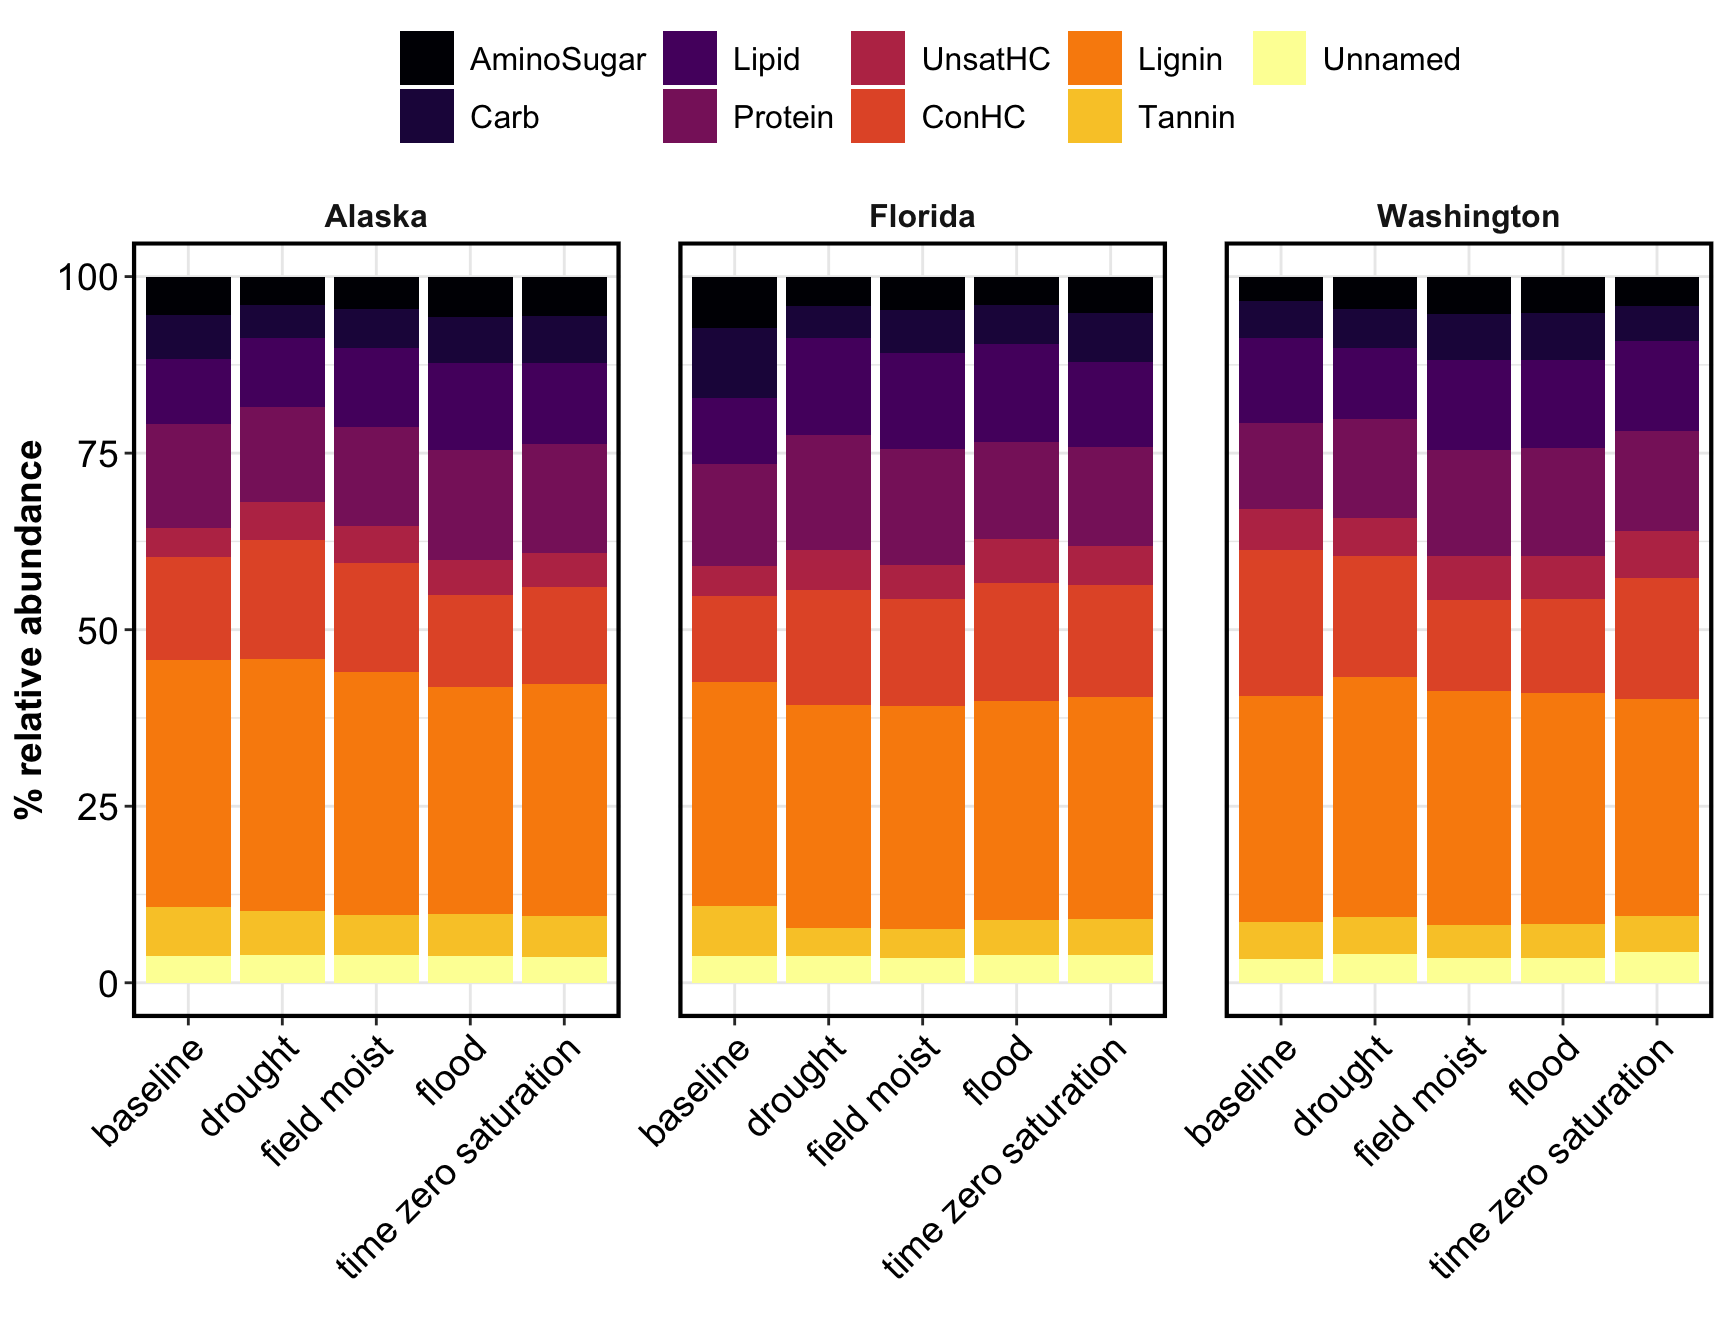 AminoSugar Lipid UnsatHC Lignin Unnamed
Carb Protein ConHC Tannin
Alaska Florida Washington
% relative abundance
100
75
50
25
0
baseline drought field moist flood time zero saturation
baseline drought field moist flood time zero saturation
baseline drought field moist flood time zero saturation